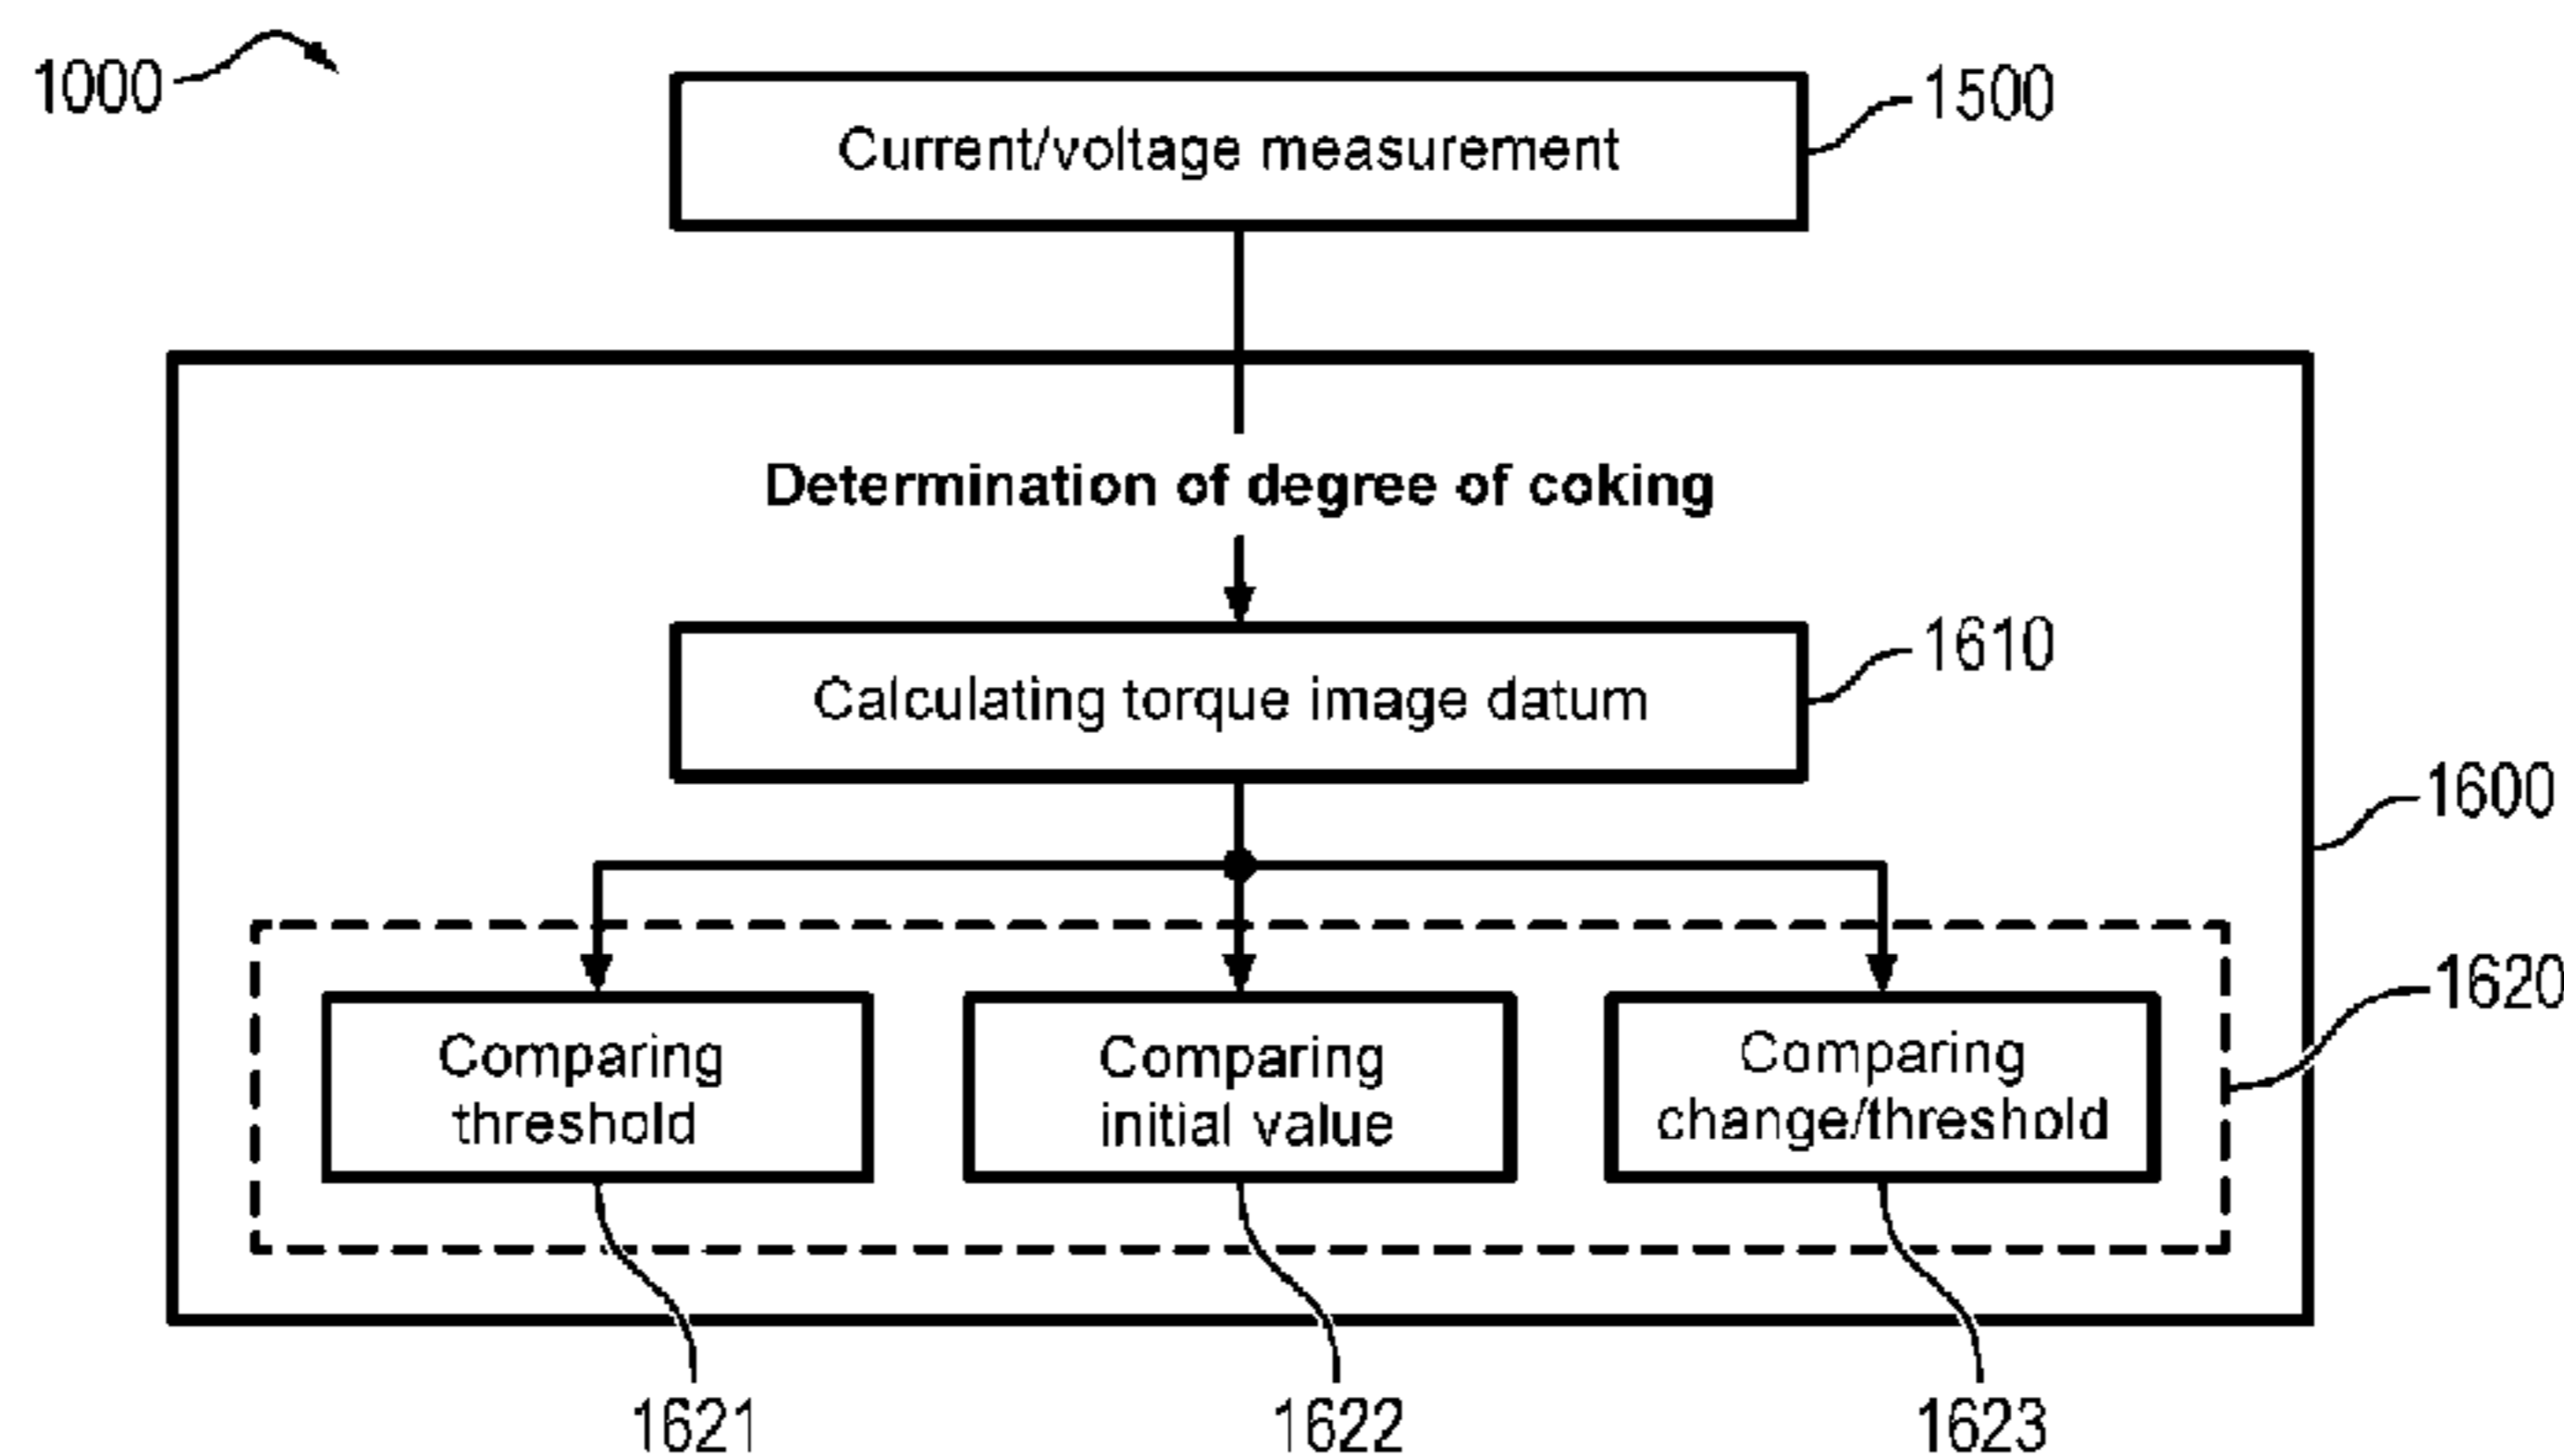 1000
Current/voltage measurement
1500
Determination of degree of coking
Calculating torque image datum
1610
1600
1620
Comparing
threshold
Comparing
initial value
Comparing
change/threshold
1621
1622
1623